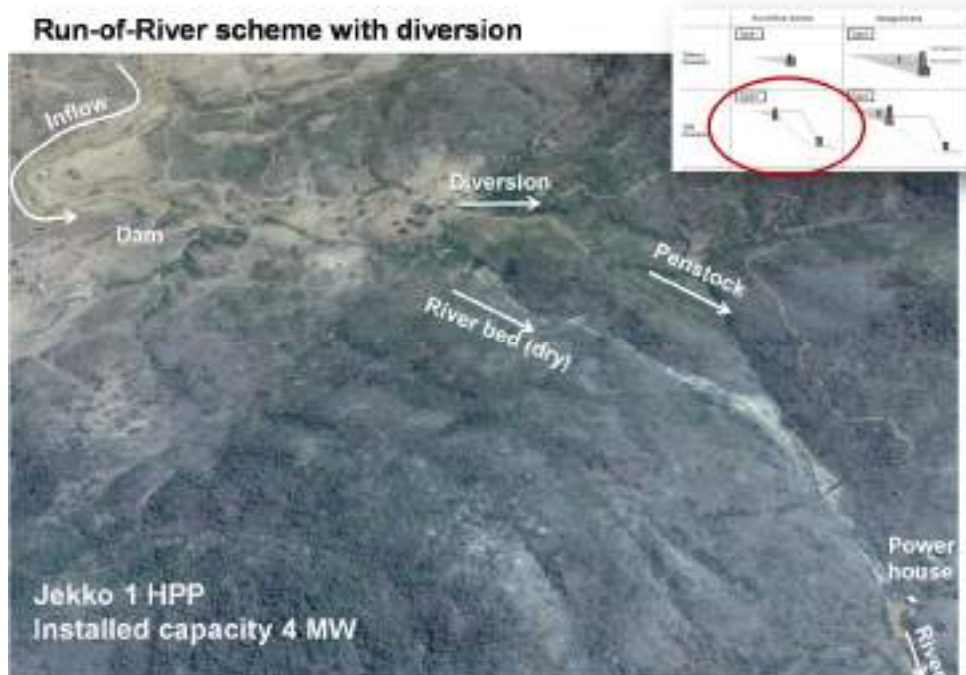 Run-of-River scheme with diversion
Inflow
Dam
Diversion
Penstock
River bed (dry)
Power
house
River
Jekko 1 HPP
Installed capacity 4 MW